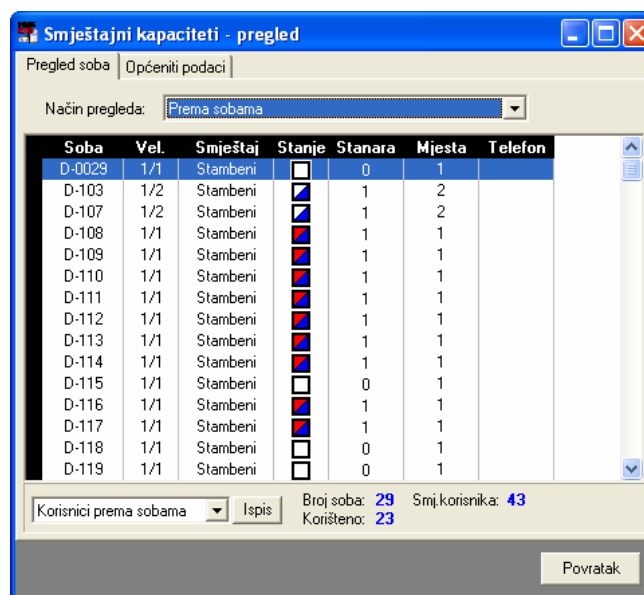 Smještajni kapaciteti - pregled
Pregled soba Općeniti podaci
Način pregleda: Prema sobama
Soba Vel. Smještaj Stanje Stanara Mjesta Telefon
D-0029 1/1 Stambeni 0 1
D-103 1/2 Stambeni 1 2
D-107 1/2 Stambeni 1 2
D-108 1/1 Stambeni 1 1
D-109 1/1 Stambeni 1 1
D-110 1/1 Stambeni 1 1
D-111 1/1 Stambeni 1 1
D-112 1/1 Stambeni 1 1
D-113 1/1 Stambeni 1 1
D-114 1/1 Stambeni 1 1
D-115 1/1 Stambeni 0 1
D-116 1/1 Stambeni 1 1
D-117 1/1 Stambeni 1 1
D-118 1/1 Stambeni 0 1
D-119 1/1 Stambeni 0 1
Korisnici prema sobama Ispis Broj soba: 29 Smj.korisnika: 43
Korišteno: 23
Povratak